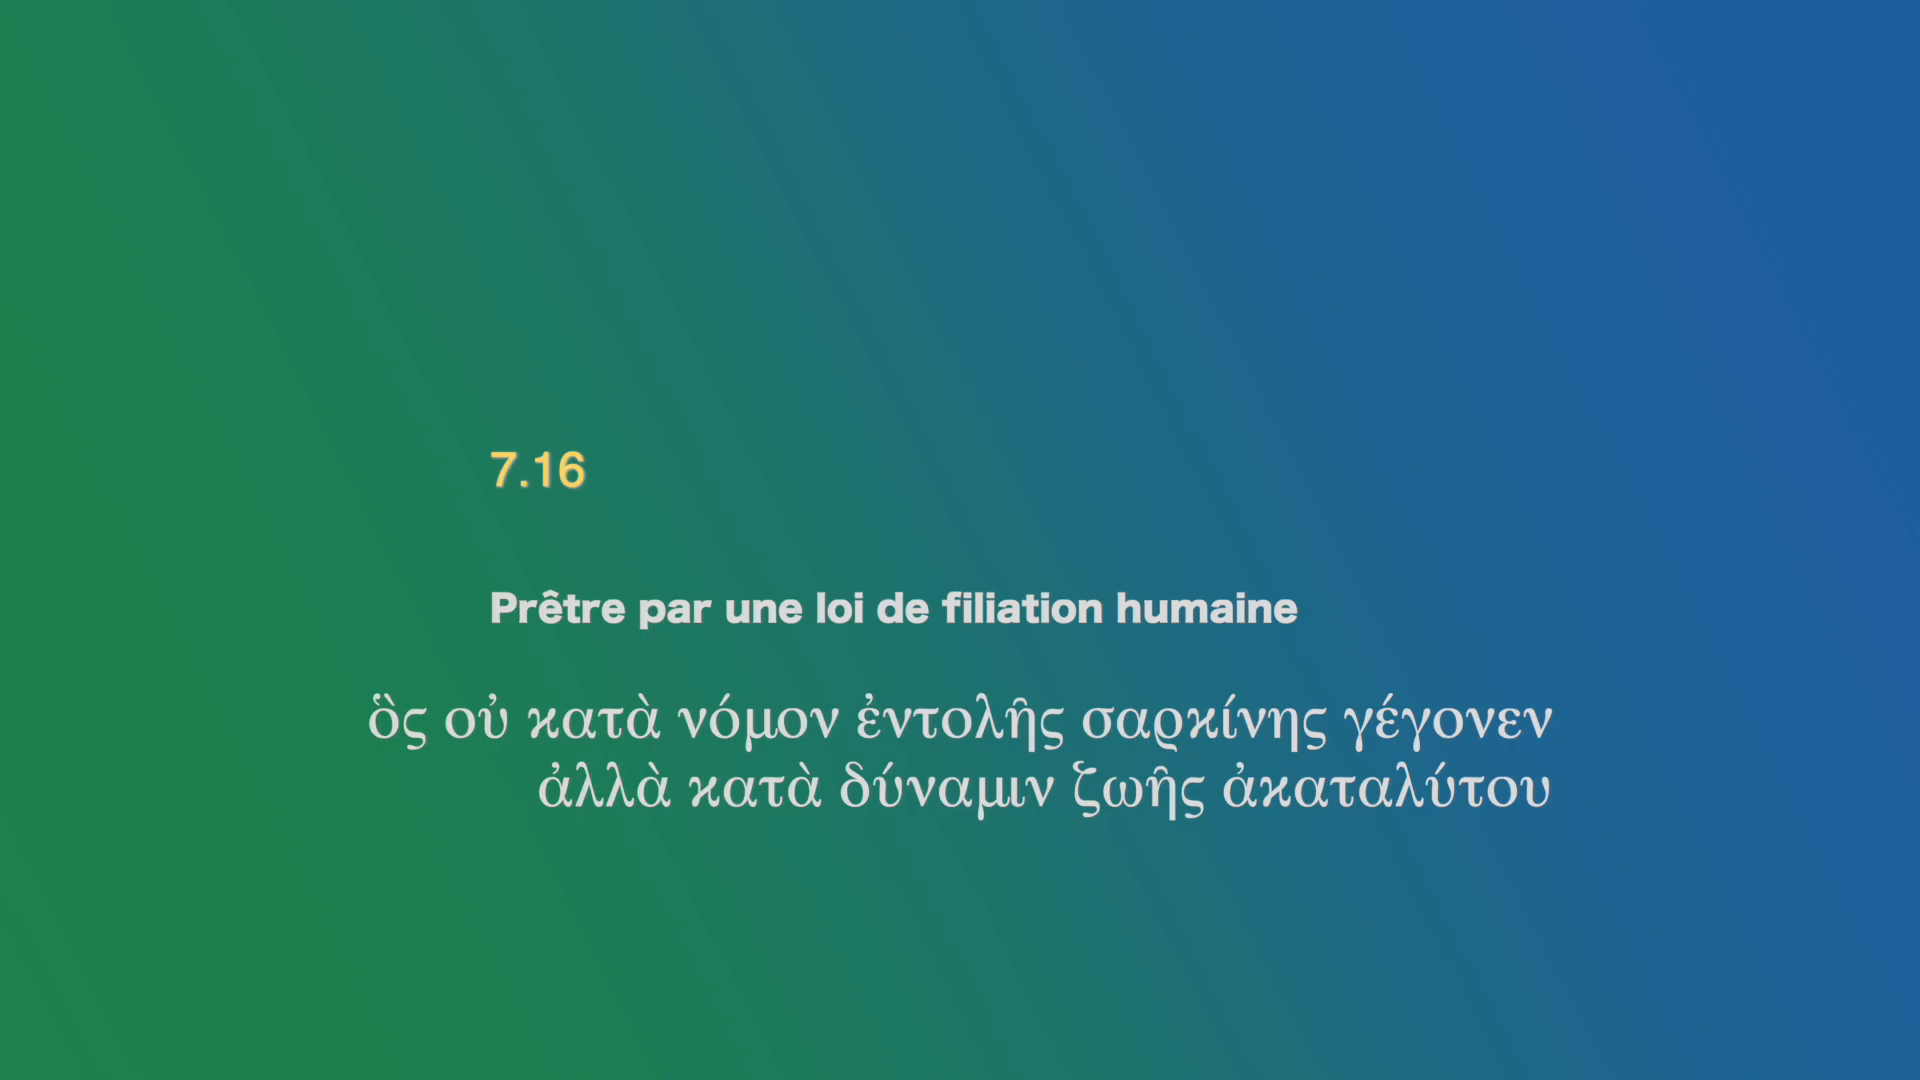 7.16
Prêtre par une loi de filiation humaine
ὃς οὐ κατὰ νόμον ἐντολῆς σαρκίνης γέγονεν
ἀλλὰ κατὰ δύναμιν ζωῆς ἀκαταλύτου